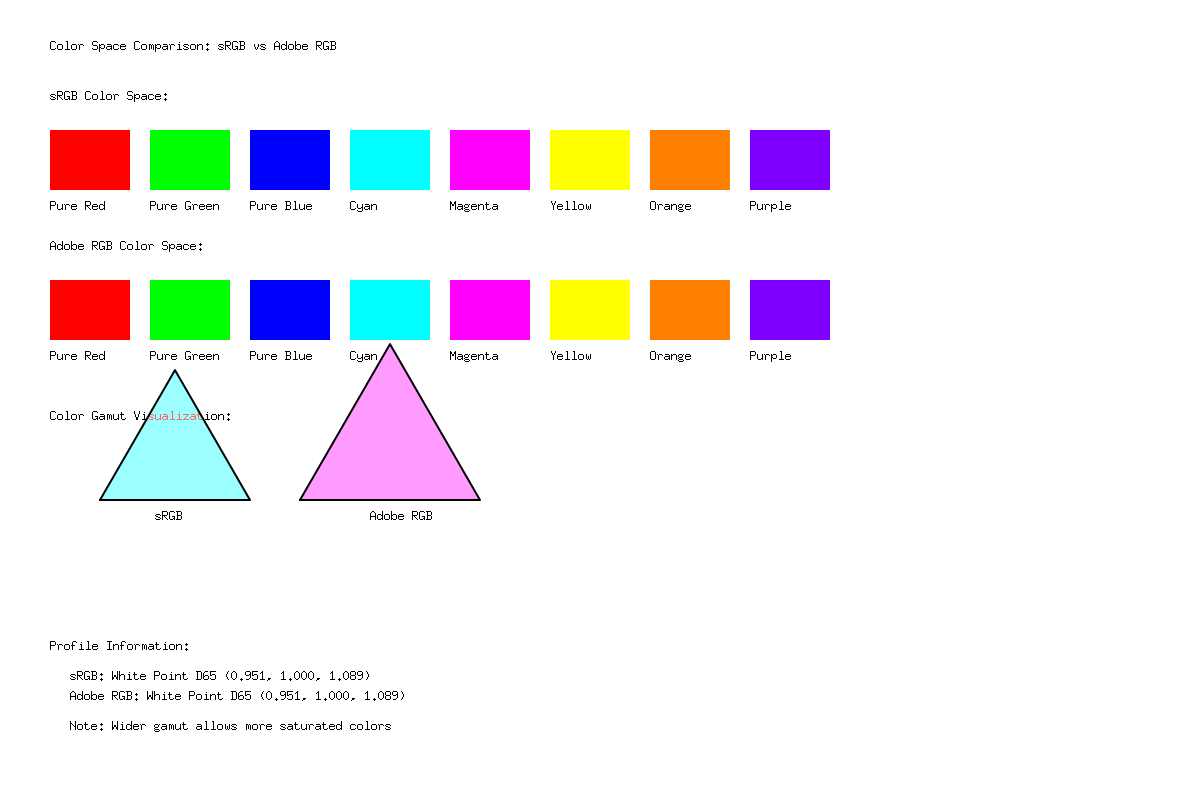 Color Space Comparison: sRGB vs Adobe RGB
sRGB Color Space:
Pure Red Pure Green Pure Blue Cyan Magenta Yellow Orange Purple
Adobe RGB Color Space:
Pure Red Pure Green Pure Blue Cyan Magenta Yellow Orange Purple
Color Gamut Visualization:
sRGB Adobe RGB
Profile Information:
sRGB: White Point D65 (0.951, 1.000, 1.089)
Adobe RGB: White Point D65 (0.951, 1.000, 1.089)
Note: Wider gamut allows more saturated colors